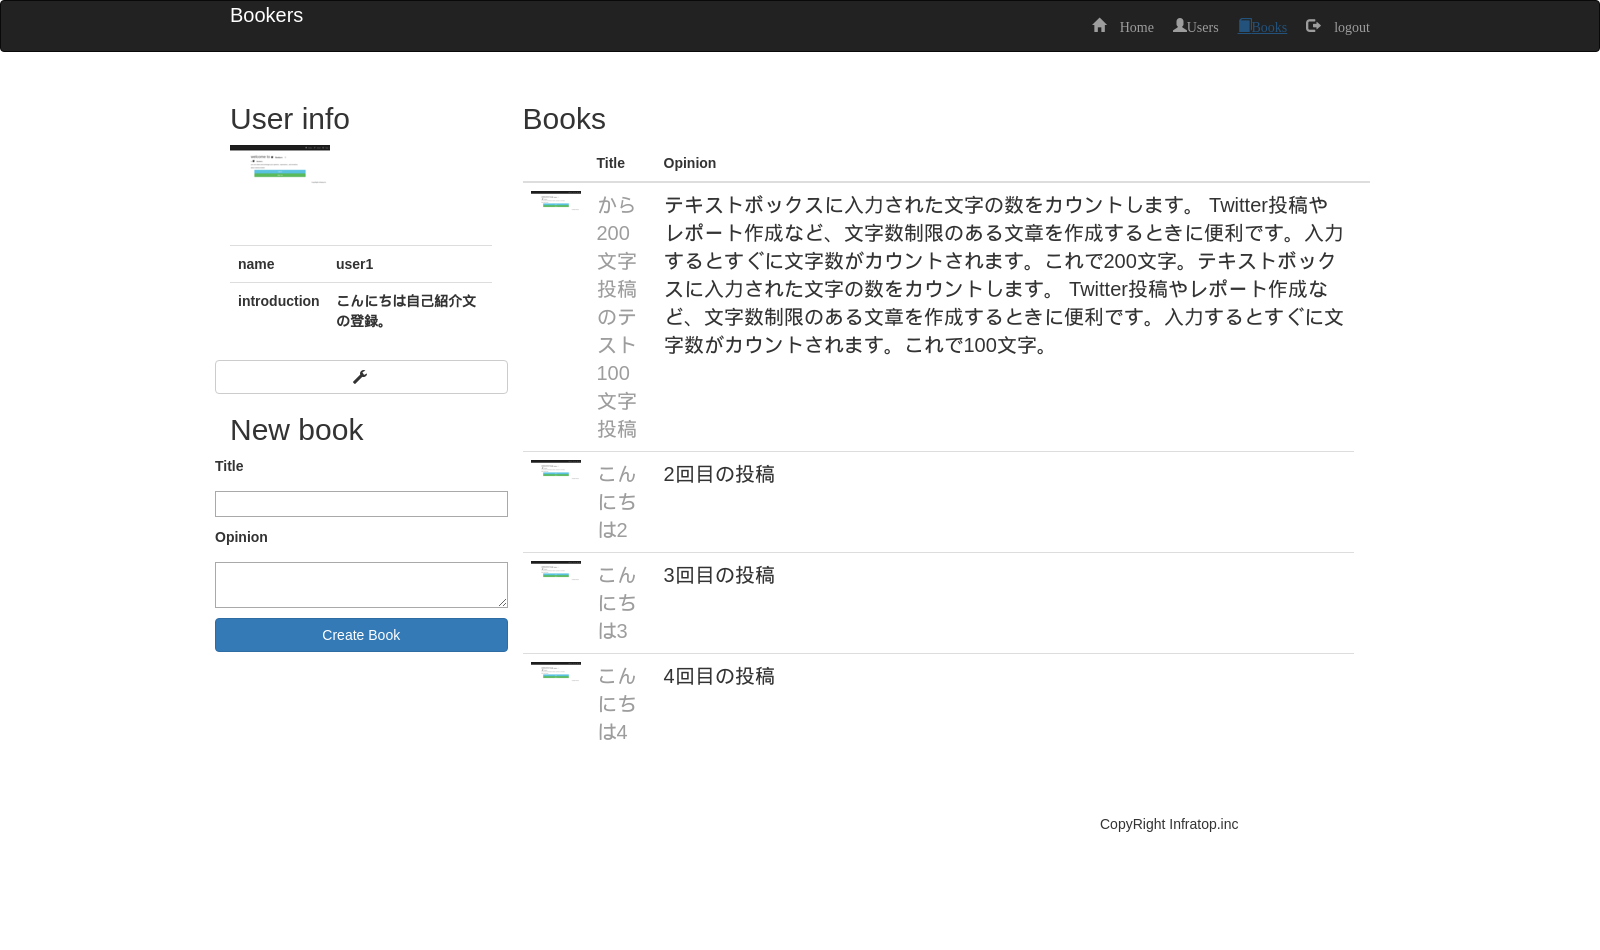 Bookers
Home Users Books logout
User info
name user1
introduction こんにちは自己紹介文
の登録。
New book
Title
Opinion
Create Book
Books
Title Opinion
から
200
文字
投稿
のテ
スト
100
文字
投稿
テキストボックスに入力された文字の数をカウントします。 Twitter投稿や
レポート作成など、文字数制限のある文章を作成するときに便利です。入力
するとすぐに文字数がカウントされます。これで200文字。テキストボック
スに入力された文字の数をカウントします。 Twitter投稿やレポート作成な
ど、文字数制限のある文章を作成するときに便利です。入力するとすぐに文
字数がカウントされます。これで100文字。
こん
にち
は2
2回目の投稿
こん
にち
は3
3回目の投稿
こん
にち
は4
4回目の投稿
CopyRight Infratop.inc